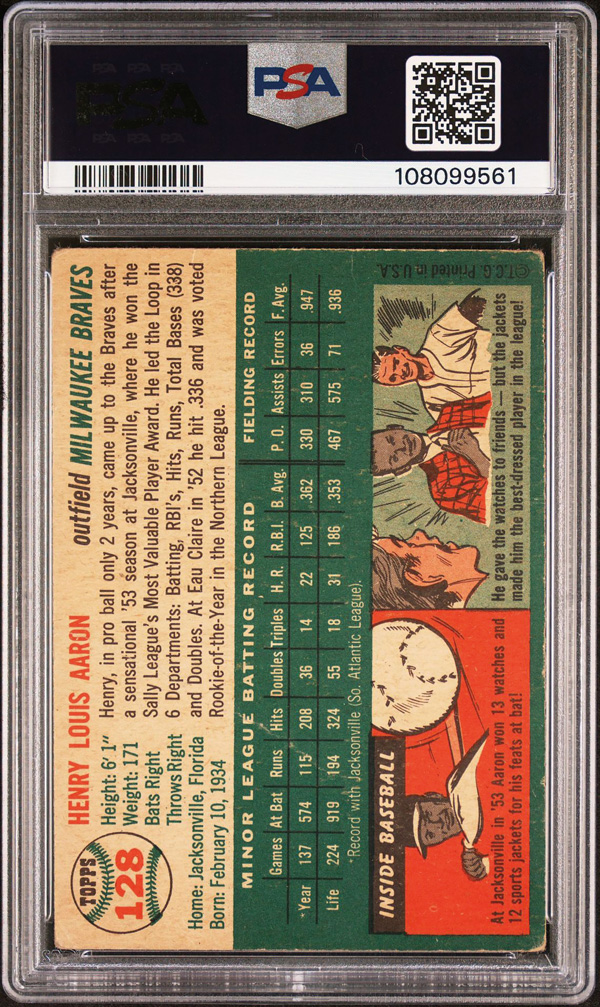 PSA PSA PSA
PSA
PSA PSA PSA
PSA
108099561
TOPPS
128
HENRY LOUIS AARON
outfield MILWAUKEE BRAVES
Height: 6' 1"
Weight: 171
Bats Right
Throws Right
Home: Jacksonville, Florida
Born: February 10, 1934
Henry, in pro ball only 2 years, came up to the Braves after
a sensational '53 season at Jacksonville, where he won the
Sally League's Most Valuable Player Award. He led the Loop in
6 Departments: Batting, RBI's, Hits, Runs, Total Bases (338)
and Doubles. At Eau Claire in '52 he hit .336 and was voted
Rookie-of-the-Year in the Northern League.
MINOR LEAGUE BATTING RECORD
FIELDING RECORD
Games At Bat Runs Hits Doubles Triples H. R. R.B.I. B. Avg. P. O. Assists Errors F. Avg.
*Year 137 574 115 208 36 14 22 125 .362 330 310 36 .947
Life 224 919 194 324 55 18 31 186 .353 467 575 71 .936
*Record with Jacksonville (So. Atlantic League).
INSIDE BASEBALL
At Jacksonville in '53 Aaron won 13 watches and
12 sports jackets for his feats at bat!
He gave the watches to friends — but the jackets
made him the best-dressed player in the league!
©T.C.G. Printed in U.S.A.